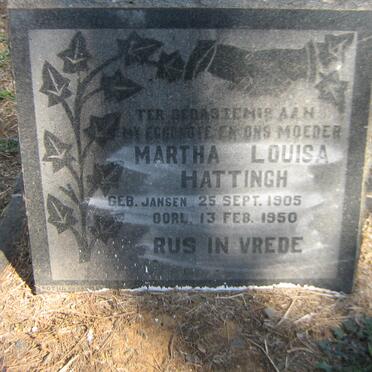 TER GEDAGTENIS AAN
MY EGGENOTE EN ONS MOEDER
MARTHA LOUISA
HATTINGH
GEB. JANSEN 25 SEPT. 1905
OORL. 13 FEB. 1950
RUS IN VREDE